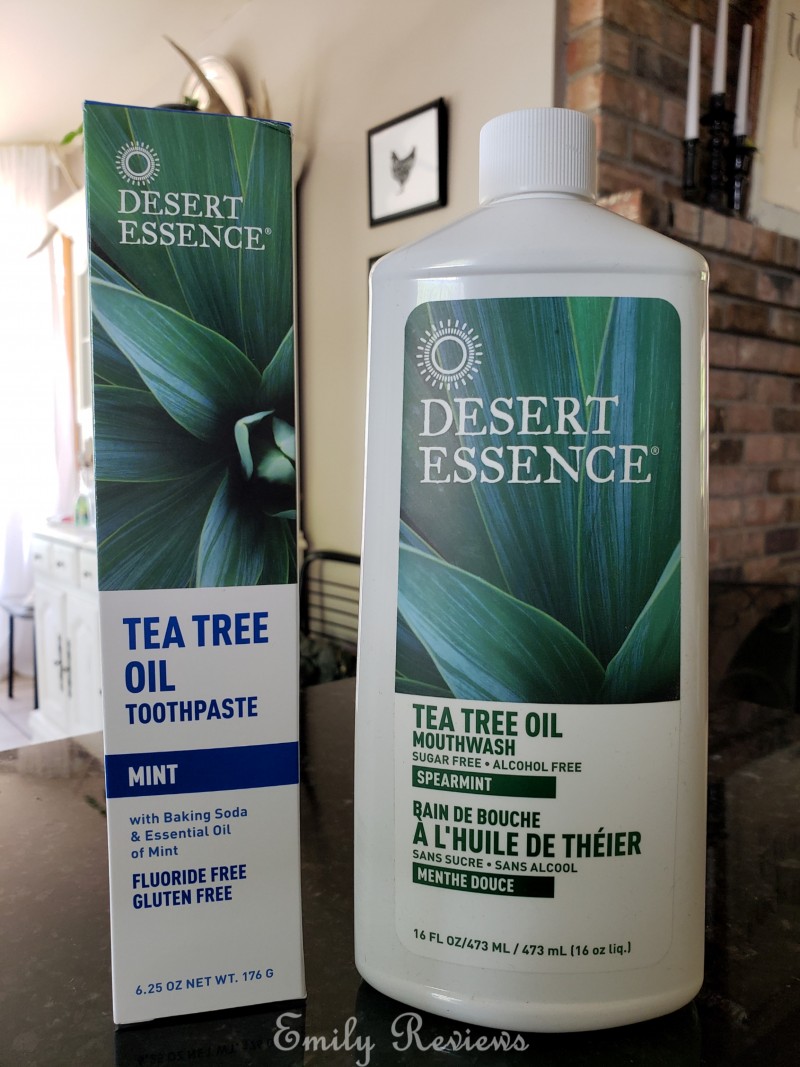 DESERT
ESSENCE®
TEA TREE
OIL
TOOTHPASTE
MINT
with Baking Soda
& Essential Oil
of Mint
FLUORIDE FREE
GLUTEN FREE
6.25 OZ NET WT. 176 G
DESERT
ESSENCE®
TEA TREE OIL
MOUTHWASH
SUGAR FREE • ALCOHOL FREE
SPEARMINT
BAIN DE BOUCHE
À L'HUILE DE THÉIER
SANS SUCRE • SANS ALCOOL
MENTHE DOUCE
16 FL OZ/473 ML / 473 mL (16 oz liq.)
Emily Reviews